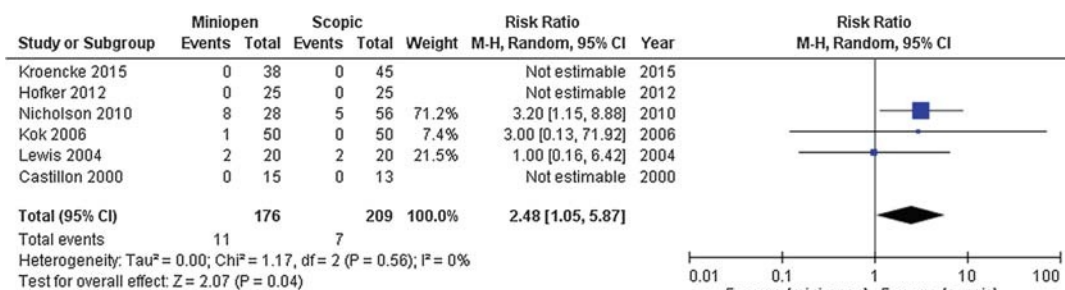 Miniopen Scopic Risk Ratio Risk Ratio
Study or Subgroup Events Total Events Total Weight M-H, Random, 95% CI Year M-H, Random, 95% CI
Kroencke 2015 0 38 0 45 Not estimable 2015
Hofker 2012 0 25 0 25 Not estimable 2012
Nicholson 2010 8 28 5 56 71.2% 3.20 [1.15, 8.88] 2010
Kok 2006 1 50 0 50 7.4% 3.00 [0.13, 71.92] 2006
Lewis 2004 2 20 2 20 21.5% 1.00 [0.16, 6.42] 2004
Castillon 2000 0 15 0 13 Not estimable 2000
Total (95% CI) 176 209 100.0% 2.48 [1.05, 5.87]
Total events 11 7
Heterogeneity: Tau² = 0.00; Chi² = 1.17, df = 2 (P = 0.56); I² = 0%
Test for overall effect: Z = 2.07 (P = 0.04)
0.01 0.1 1 10 100